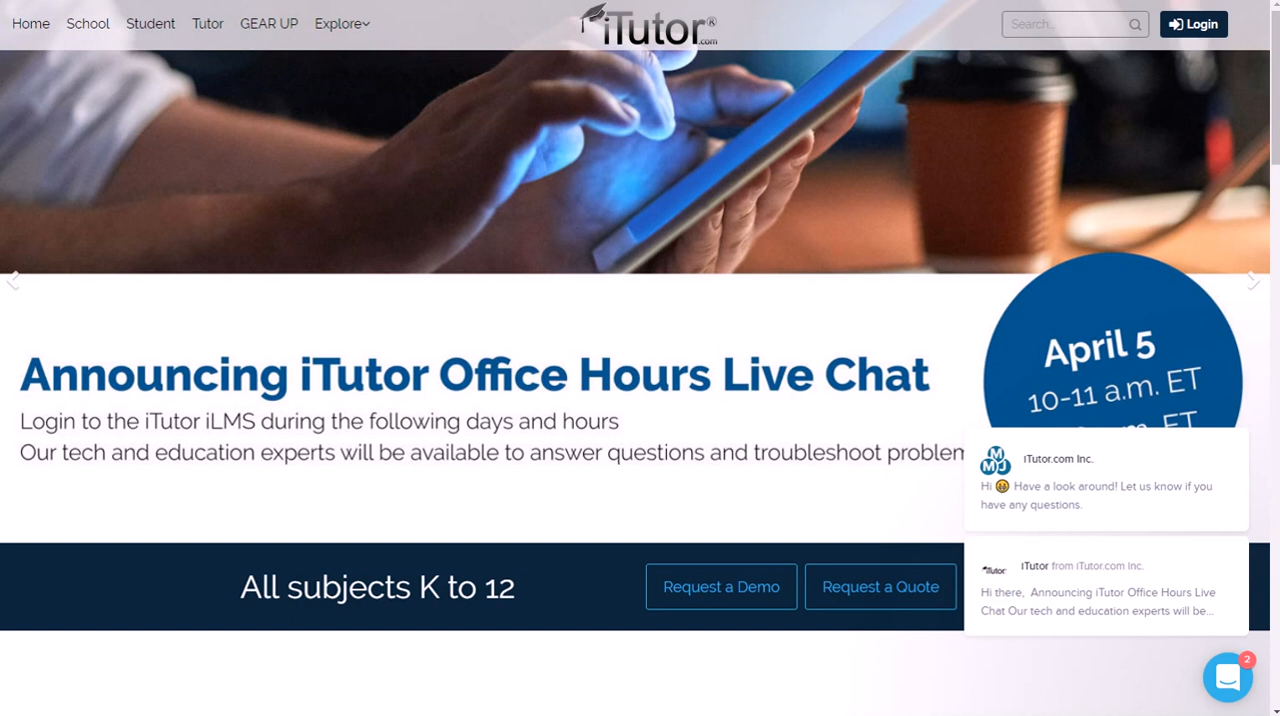 Home School Student Tutor GEAR UP Explore
iTutor®
.com
Search...
Login
Announcing iTutor Office Hours Live Chat
Login to the iTutor iLMS during the following days and hours
Our tech and education experts will be available to answer questions and troubleshoot problem
April 5
10-11 a.m. ET
ET
iTutor.com Inc.
Hi 😁 Have a look around! Let us know if you
have any questions.
iTutor from iTutor.com Inc.
Hi there, Announcing iTutor Office Hours Live
Chat Our tech and education experts will be...
All subjects K to 12
Request a Demo
Request a Quote
2